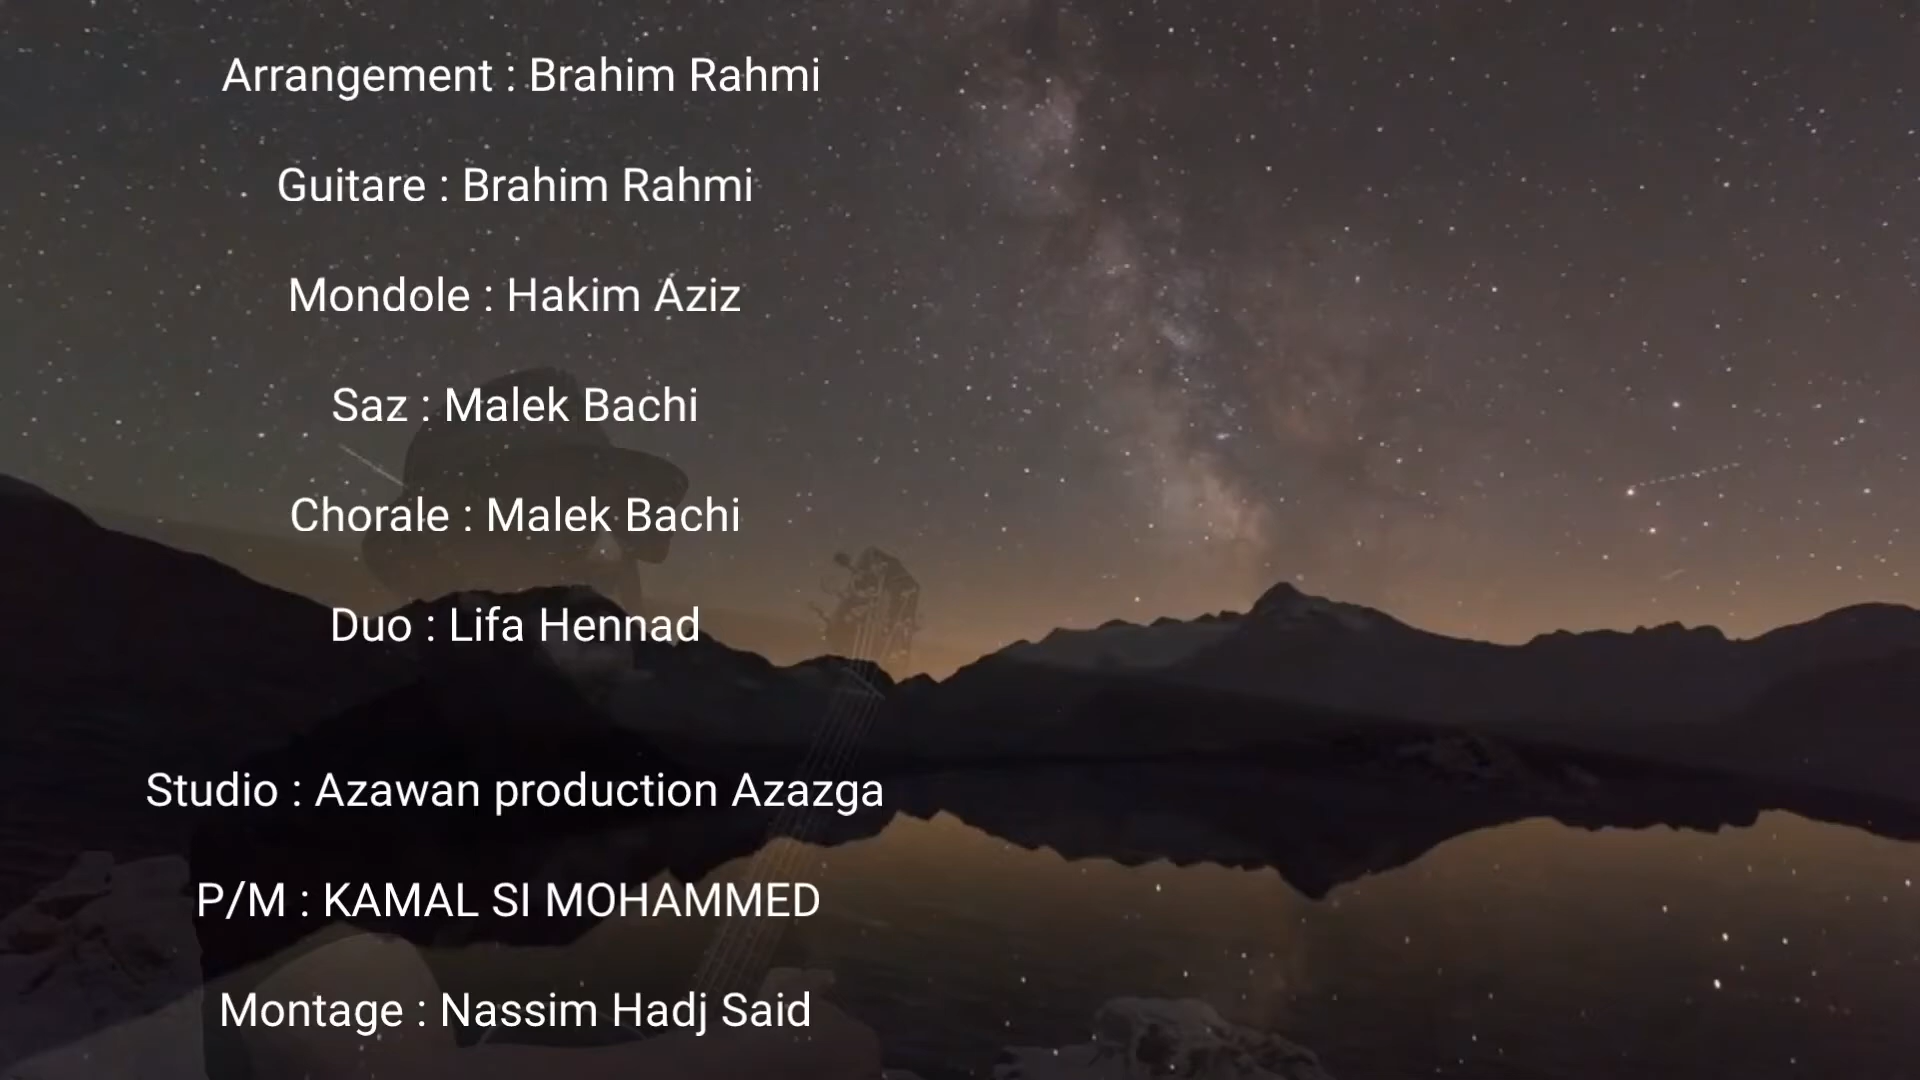 Arrangement : Brahim Rahmi
Guitare : Brahim Rahmi
Mondole : Hakim Aziz
Saz : Malek Bachi
Chorale : Malek Bachi
Duo : Lifa Hennad
Studio : Azawan production Azazga
P/M : KAMAL SI MOHAMMED
Montage : Nassim Hadj Said